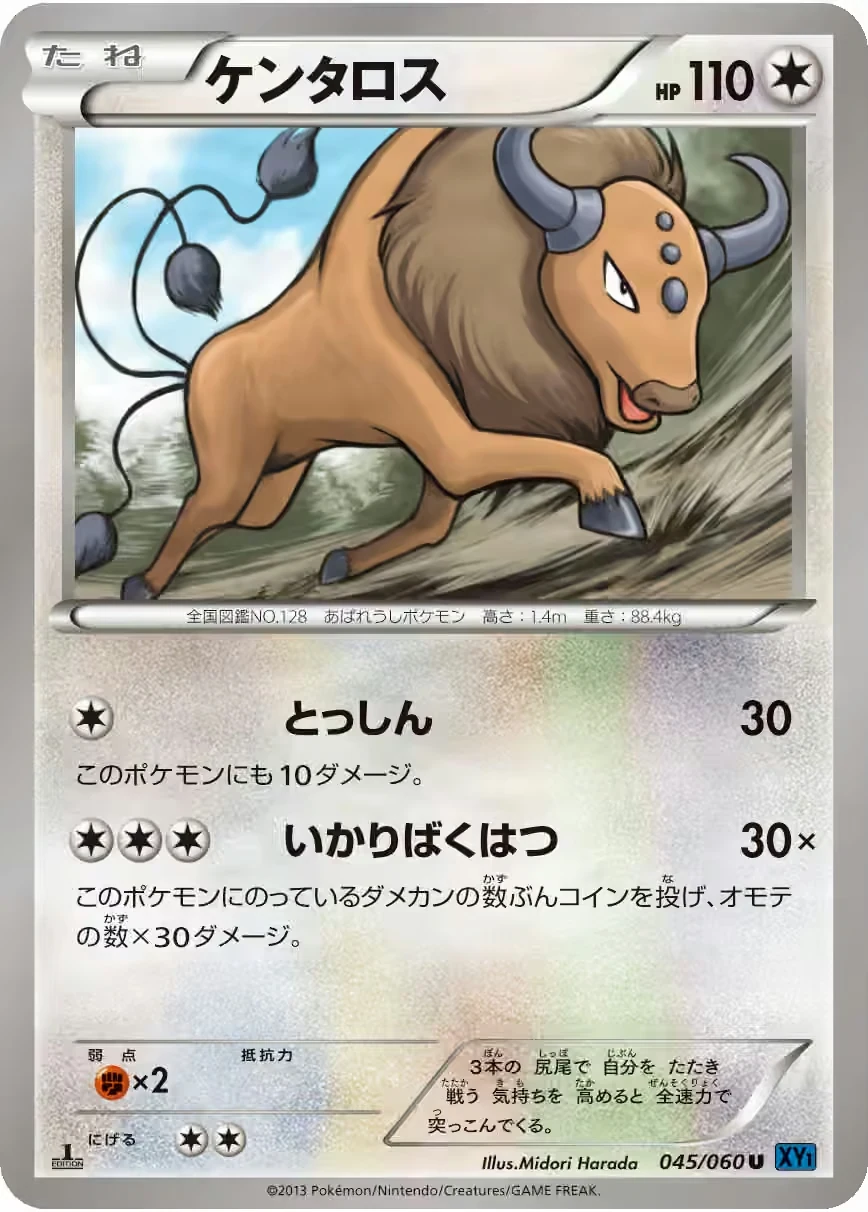 たね ケンタロス HP 110
全国図鑑NO.128 あばれうしポケモン 高さ:1.4m 重さ:88.4kg
とっしん 30
このポケモンにも10ダメージ。
いかりばくはつ 30×
このポケモンにのっているダメカンの数ぶんコインを投げ、オモテ
の数×30ダメージ。
弱点 抵抗力
×2
にげる
3本の 尻尾で 自分を たたき
戦う 気持ちを 高めると 全速力で
突っこんでくる。
1 EDITION
Illus.Midori Harada 045/060 U XY1
©2013 Pokémon/Nintendo/Creatures/GAME FREAK.